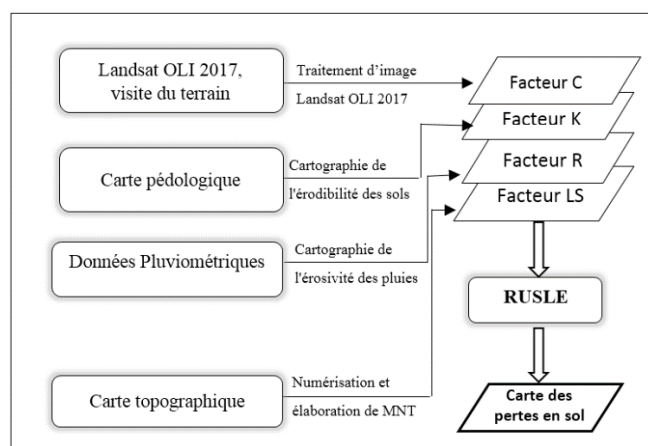 Landsat OLI 2017,
visite du terrain
Traitement d'image
Landsat OLI 2017
Facteur C
Facteur K
Carte pédologique
Cartographie de
l'érodibilité des sols
Facteur R
Facteur LS
Données Pluviométriques
Cartographie de
l'érosivité des pluies
RUSLE
Carte topographique
Numérisation et
élaboration de MNT
Carte des
pertes en sol